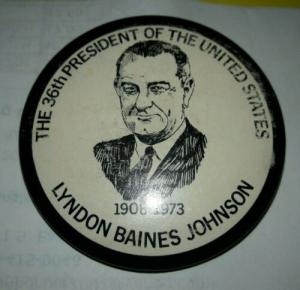 THE 36th PRESIDENT OF THE UNITED STATES
1908-1973
LYNDON BAINES JOHNSON